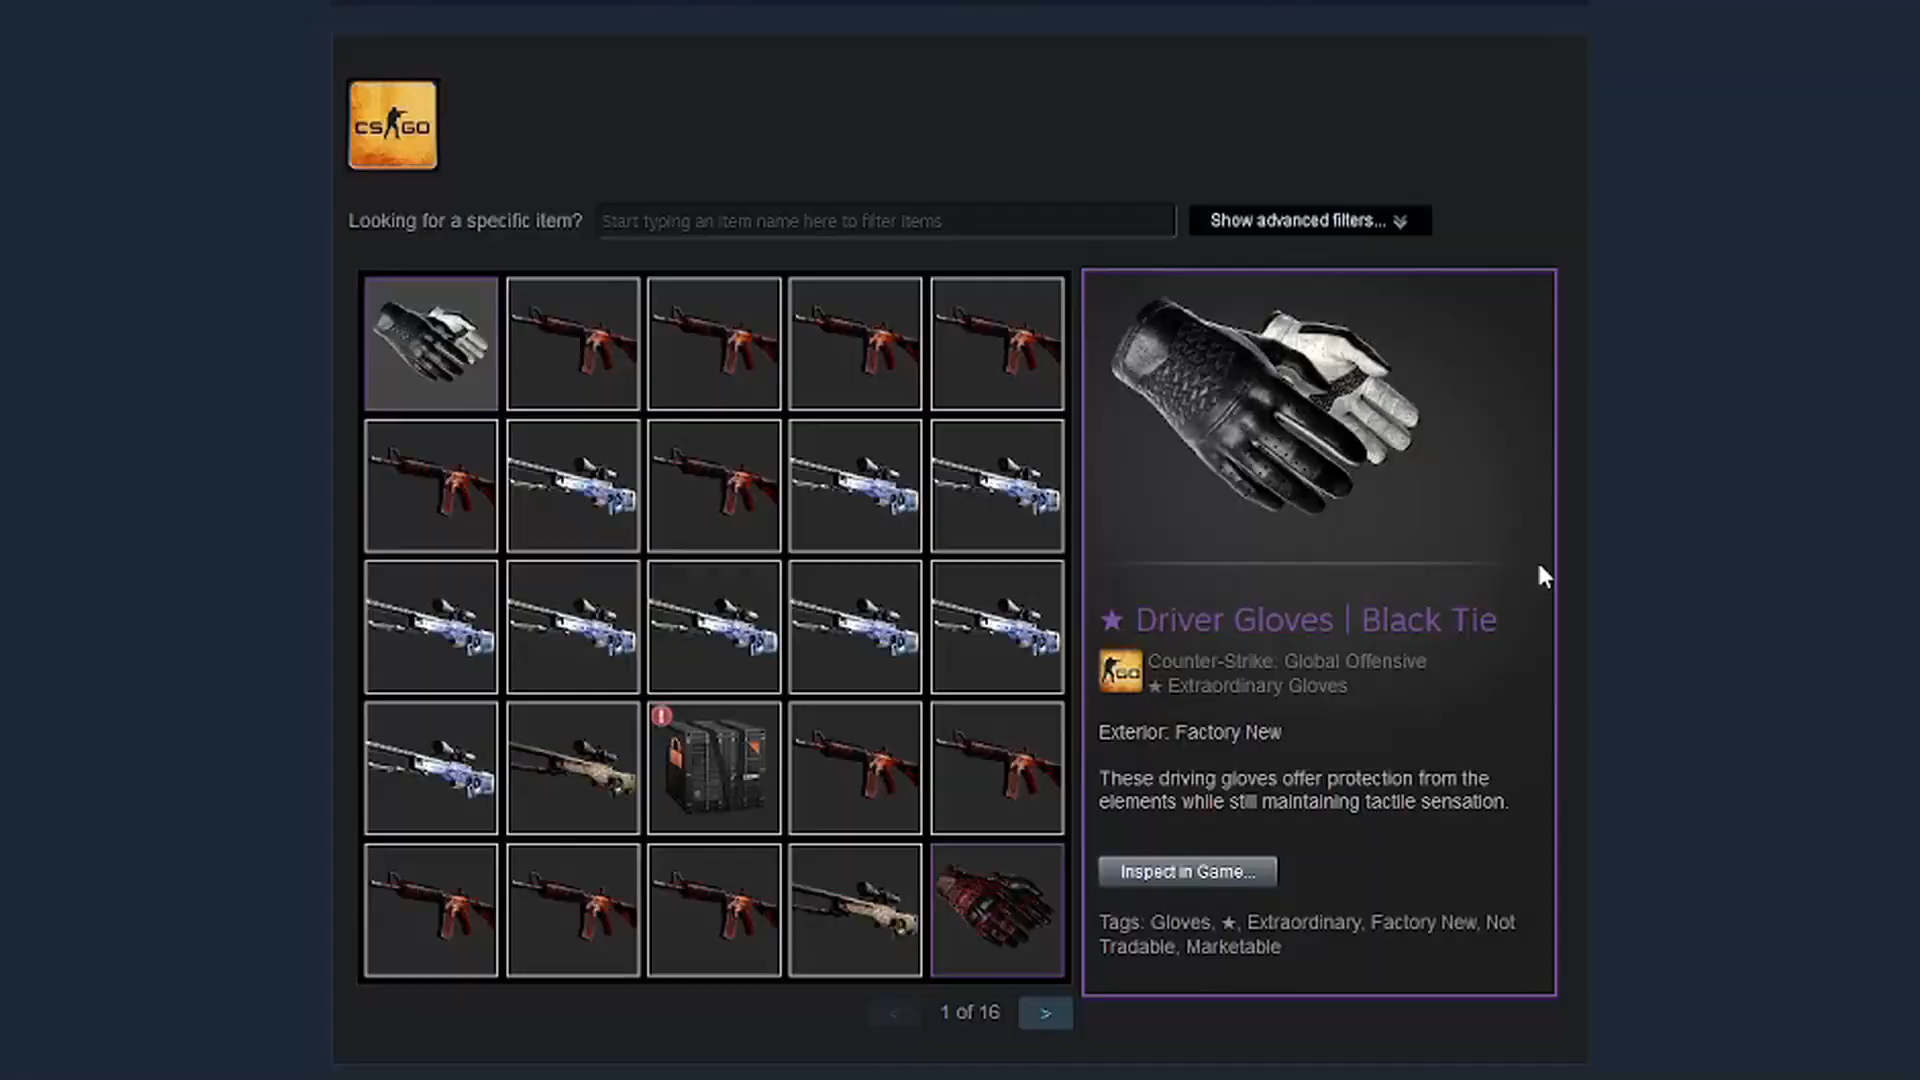 CS GO
Looking for a specific item?
Start typing an item name here to filter items
Show advanced filters...
★ Driver Gloves | Black Tie
GO
Counter-Strike: Global Offensive
★ Extraordinary Gloves
Exterior: Factory New
These driving gloves offer protection from the
elements while still maintaining tactile sensation.
Inspect in Game...
Tags: Gloves, ★, Extraordinary, Factory New, Not
Tradable, Marketable
<
1 of 16
>